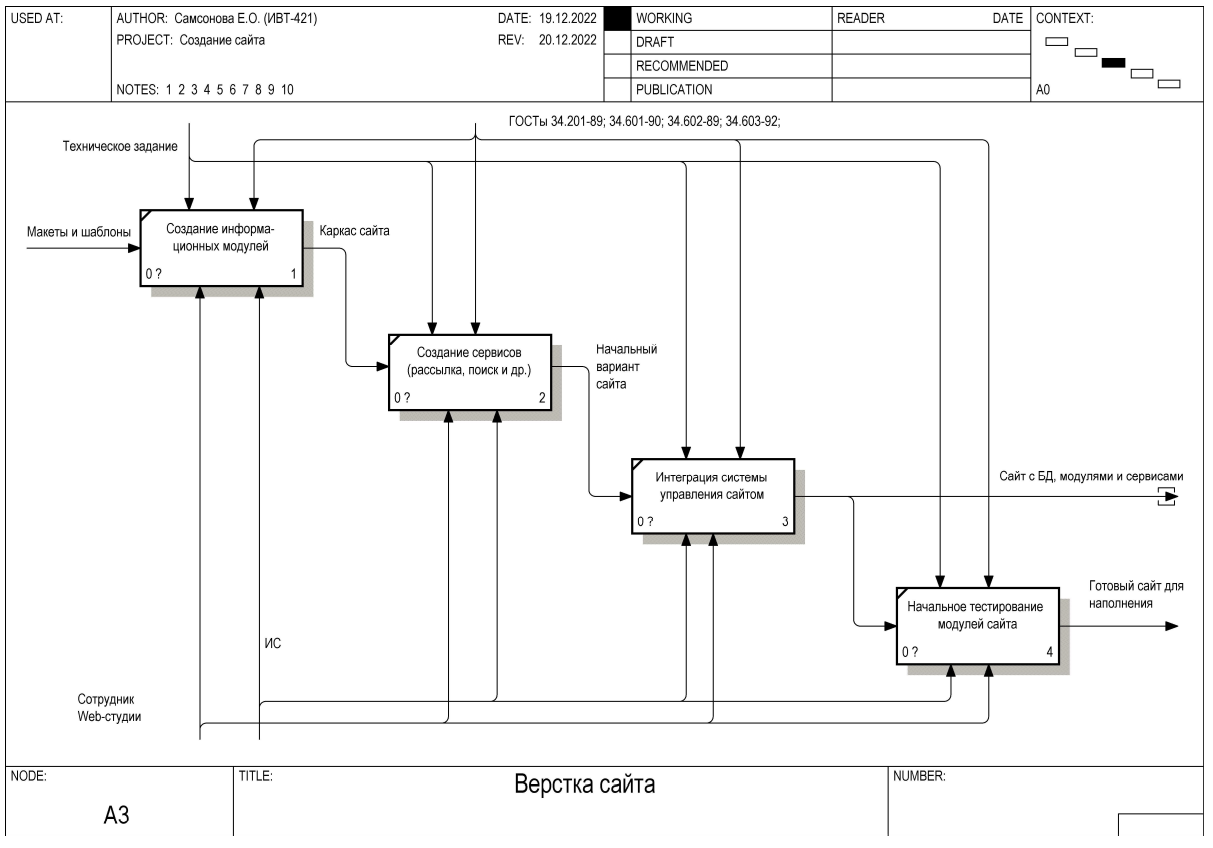 USED AT:
AUTHOR: Самсонова Е.О. (ИВТ-421)
DATE: 19.12.2022
WORKING
READER
DATE
CONTEXT:
PROJECT: Создание сайта
REV: 20.12.2022
DRAFT
RECOMMENDED
NOTES: 1 2 3 4 5 6 7 8 9 10
PUBLICATION
A0
ГОСТы 34.201-89; 34.601-90; 34.602-89; 34.603-92;
Техническое задание
Макеты и шаблоны
Создание информа-
ционных модулей
0 ?
1
Каркас сайта
Создание сервисов
(рассылка, поиск и др.)
0 ?
2
Начальный
вариант
сайта
Интеграция системы
управления сайтом
0 ?
3
Сайт с БД, модулями и сервисами
Начальное тестирование
модулей сайта
0 ?
4
Готовый сайт для
наполнения
ИС
Сотрудник
Web-студии
NODE:
A3
TITLE:
Верстка сайта
NUMBER: